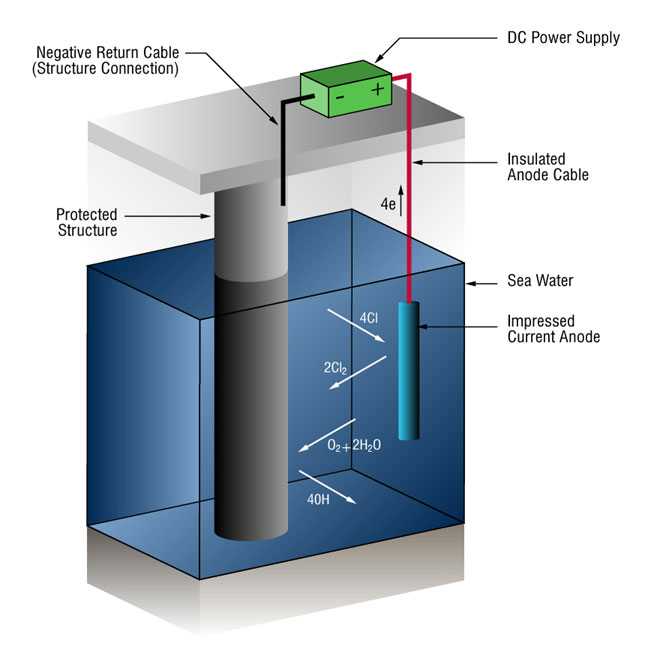 DC Power Supply
Negative Return Cable
(Structure Connection)
- +
Insulated
Anode Cable
4e
Protected
Structure
Sea Water
4Cl
Impressed
Current Anode
2Cl₂
O₂+2H₂O
40H